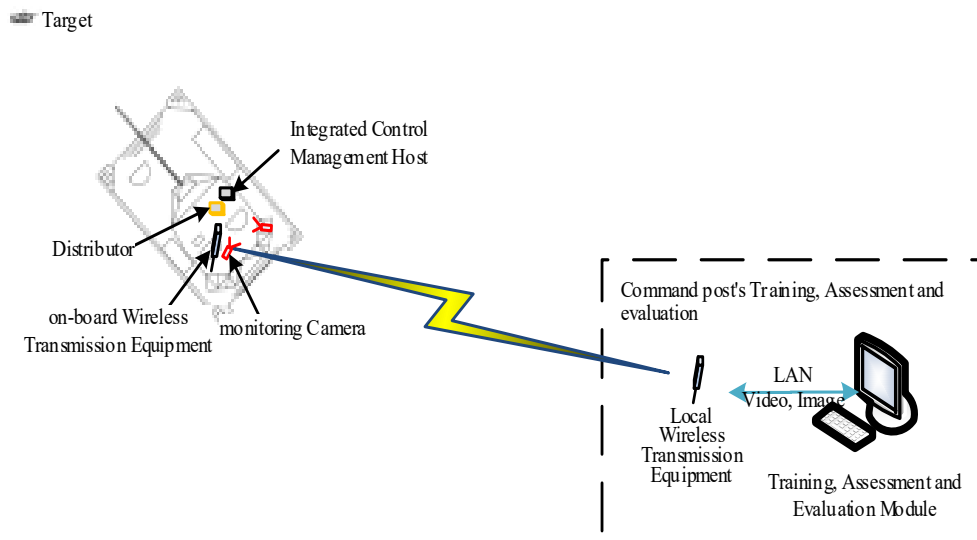 Target
Integrated Control
Management Host
Distributor
on-board Wireless
Transmission Equipment
monitoring Camera
Command post's Training, Assessment and
evaluation
LAN
Video, Image
Local
Wireless
Transmission
Equipment
Training, Assessment and
Evaluation Module